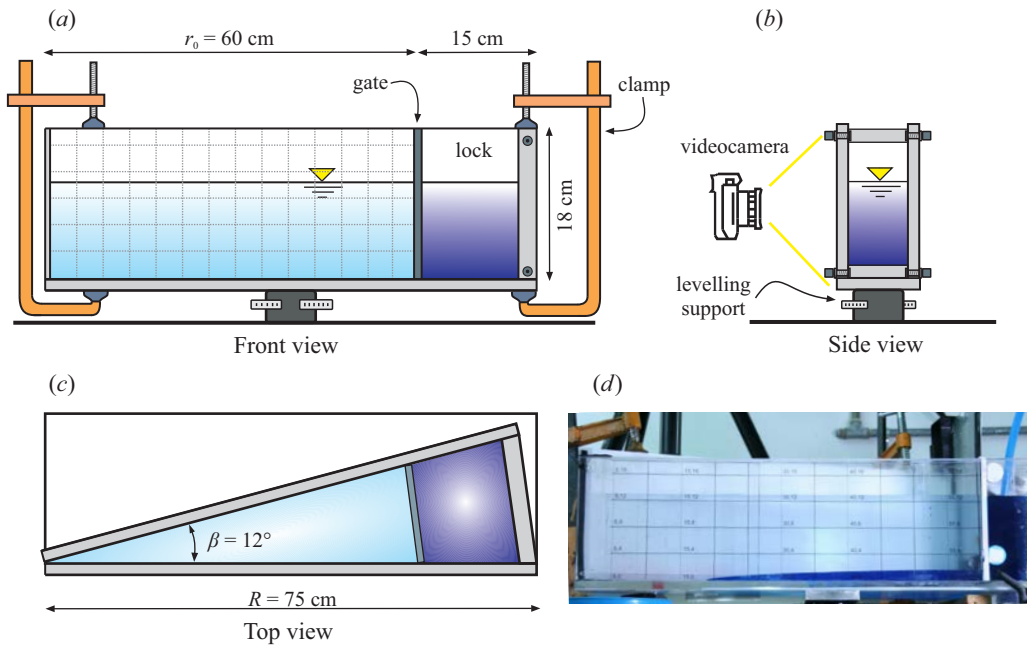 (a)
r₀ = 60 cm
15 cm
gate
clamp
lock
18 cm
Front view
(b)
videocamera
levelling
support
Side view
(c)
β = 12°
R = 75 cm
Top view
(d)